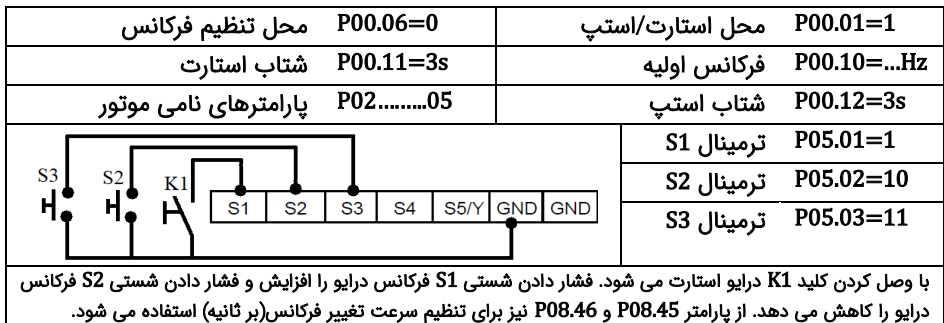 محل استارت/استپ P00.01=1 محل تنظیم فرکانس P00.06=0
فرکانس اولیه P00.10=...Hz شتاب استارت P00.11=3s
شتاب استپ P00.12=3s پارامترهای نامی موتور P02.........05
ترمینال S1 P05.01=1
ترمینال S2 P05.02=10
ترمینال S3 P05.03=11
S3 S2 K1
S1 S2 S3 S4 S5/Y GND GND
با وصل کردن کلید K1 درایو استارت می شود. فشار دادن شستی S1 فرکانس درایو را افزایش و فشار دادن شستی S2 فرکانس
درایو را کاهش می دهد. از پارامتر P08.45 و P08.46 نیز برای تنظیم سرعت تغییر فرکانس(بر ثانیه) استفاده می شود.